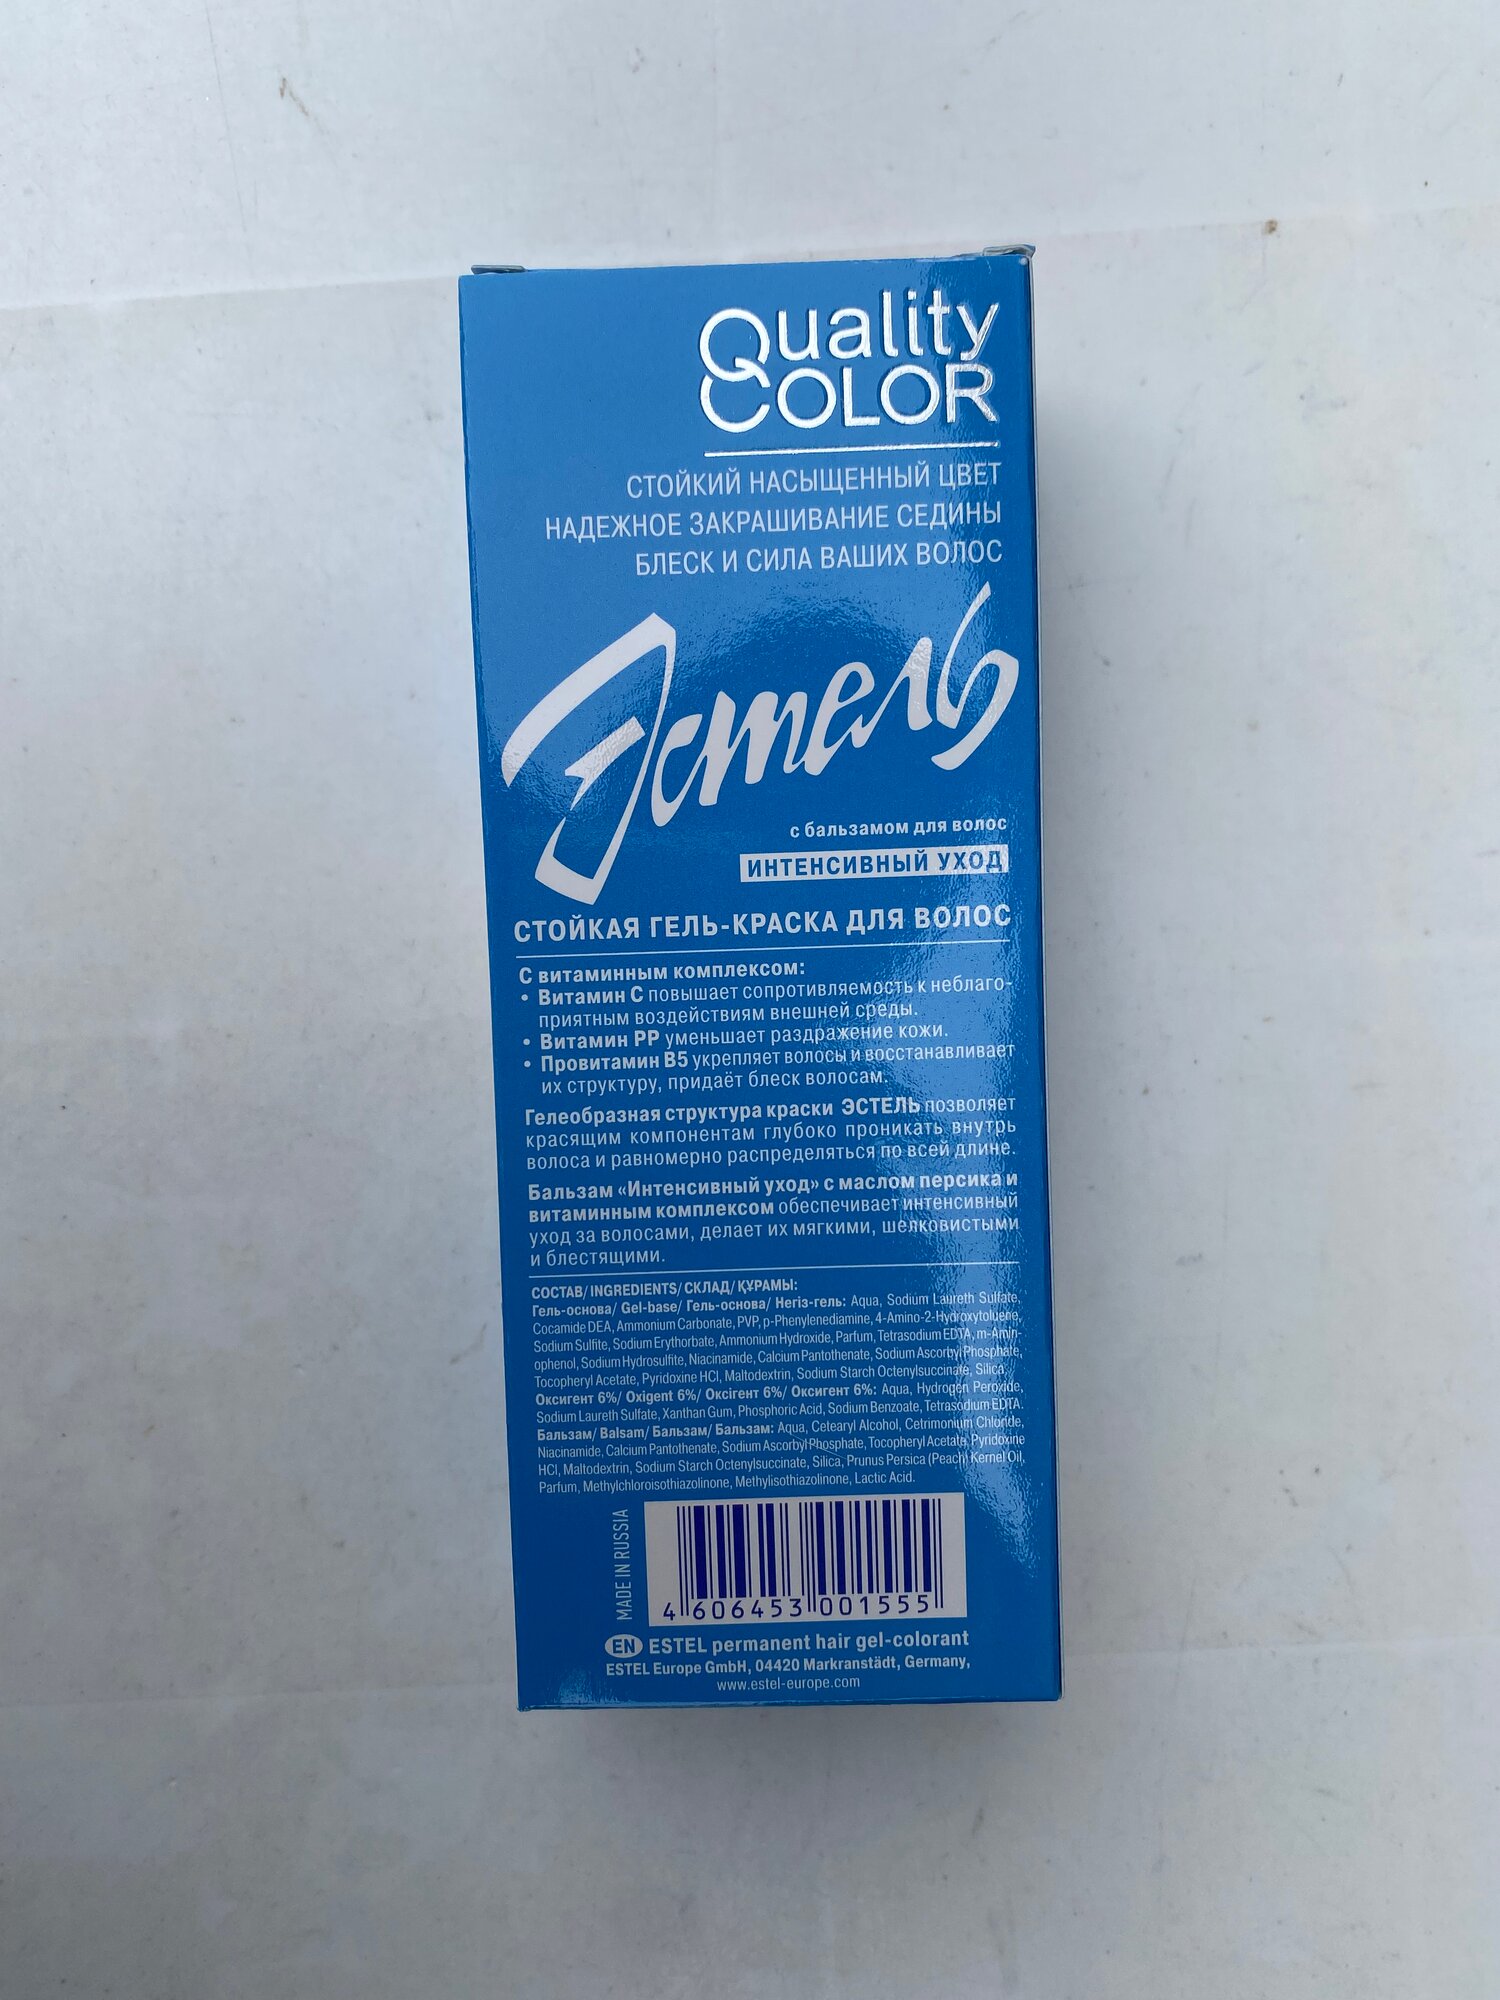 Quality
COLOR
СТОЙКИЙ НАСЫЩЕННЫЙ ЦВЕТ
НАДЕЖНОЕ ЗАКРАШИВАНИЕ СЕДИНЫ
БЛЕСК И СИЛА ВАШИХ ВОЛОС
Эстель
с бальзамом для волос
ИНТЕНСИВНЫЙ УХОД
СТОЙКАЯ ГЕЛЬ-КРАСКА ДЛЯ ВОЛОС
С витаминным комплексом:
• Витамин С повышает сопротивляемость к неблаго-
приятным воздействиям внешней среды.
• Витамин РР уменьшает раздражение кожи.
• Провитамин В5 укрепляет волосы и восстанавливает
их структуру, придаёт блеск волосам.
Гелеобразная структура краски ЭСТЕЛЬ позволяет
красящим компонентам глубоко проникать внутрь
волоса и равномерно распределяться по всей длине.
Бальзам «Интенсивный уход» с маслом персика и
витаминным комплексом обеспечивает интенсивный
уход за волосами, делает их мягкими, шелковистыми
и блестящими.
СОСТАВ/ INGREDIENTS/ СКЛАД/ ҚҰРАМЫ:
Гель-основа/ Gel-base/ Гель-основа/ Негіз-гель: Aqua, Sodium Laureth Sulfate,
Cocamide DEA, Ammonium Carbonate, PVP, p-Phenylenediamine, 4-Amino-2-Hydroxytoluene,
Sodium Sulfite, Sodium Erythorbate, Ammonium Hydroxide, Parfum, Tetrasodium EDTA, m-Amin-
ophenol, Sodium Hydrosulfite, Niacinamide, Calcium Pantothenate, Sodium Ascorbyl Phosphate,
Tocopheryl Acetate, Pyridoxine HCl, Maltodextrin, Sodium Starch Octenylsuccinate, Silica.
Оксигент 6%/ Oxigent 6%/ Оксігент 6%/ Оксигент 6%: Aqua, Hydrogen Peroxide,
Sodium Laureth Sulfate, Xanthan Gum, Phosphoric Acid, Sodium Benzoate, Tetrasodium EDTA.
Бальзам/ Balsam/ Бальзам/ Бальзам: Aqua, Cetearyl Alcohol, Cetrimonium Chloride,
Niacinamide, Calcium Pantothenate, Sodium Ascorbyl Phosphate, Tocopheryl Acetate, Pyridoxine
HCl, Maltodextrin, Sodium Starch Octenylsuccinate, Silica, Prunus Persica (Peach) Kernel Oil,
Parfum, Methylchloroisothiazolinone, Methylisothiazolinone, Lactic Acid.
MADE IN RUSSIA
4 606453 001555
EN ESTEL permanent hair gel-colorant
ESTEL Europe GmbH, 04420 Markranstädt, Germany,
www.estel-europe.com